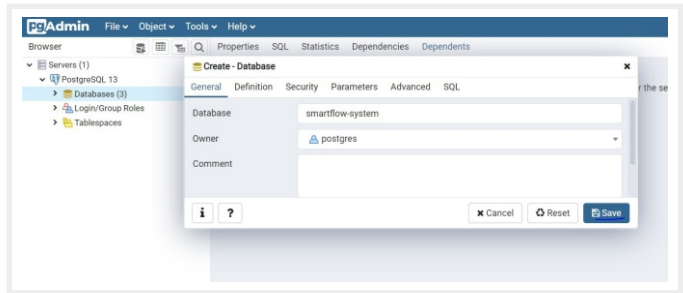 pgAdmin File Object Tools Help
Browser Properties SQL Statistics Dependencies Dependents
Servers (1)
PostgreSQL 13
Databases (3)
Login/Group Roles
Tablespaces
r the se
Create - Database
General Definition Security Parameters Advanced SQL
Database smartflow-system
Owner postgres
Comment
i ? Cancel Reset Save